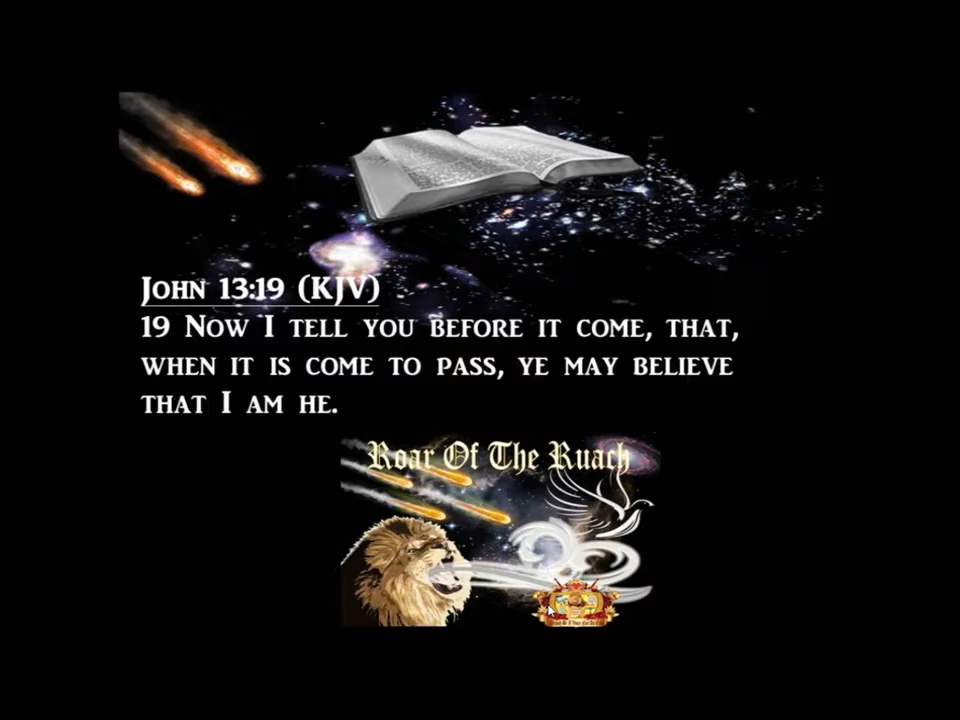 John 13:19 (KJV)
19 Now I tell you before it come, that,
when it is come to pass, ye may believe
that I am he.
Roar Of The Ruach